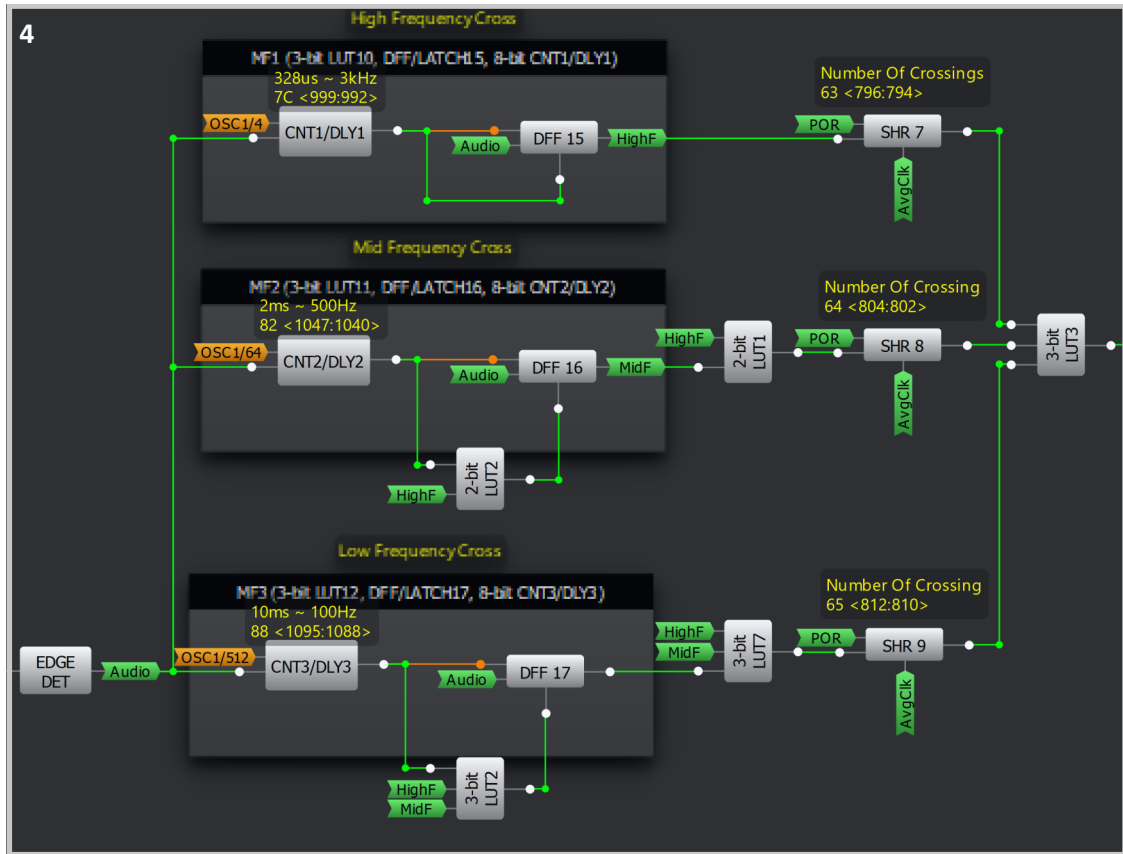 4
High Frequency Cross
MF1 (3-bit LUT10, DFF/LATCH15, 8-bit CNT1/DLY1)
328us ~ 3kHz
7C <999:992>
OSC1/4
CNT1/DLY1
Audio
DFF 15
HighF
Number Of Crossings
63 <796:794>
POR
SHR 7
AvgClk
Mid Frequency Cross
MF2 (3-bit LUT11, DFF/LATCH16, 8-bit CNT2/DLY2)
2ms ~ 500Hz
82 <1047:1040>
OSC1/64
CNT2/DLY2
Audio
DFF 16
MidF
HighF
2-bit
LUT2
HighF
2-bit
LUT1
Number Of Crossing
64 <804:802>
POR
SHR 8
AvgClk
3-bit
LUT3
Low Frequency Cross
MF3 (3-bit LUT12, DFF/LATCH17, 8-bit CNT3/DLY3)
10ms ~ 100Hz
88 <1095:1088>
EDGE
DET
Audio
OSC1/512
CNT3/DLY3
Audio
DFF 17
HighF
MidF
3-bit
LUT2
HighF
MidF
3-bit
LUT7
Number Of Crossing
65 <812:810>
POR
SHR 9
AvgClk